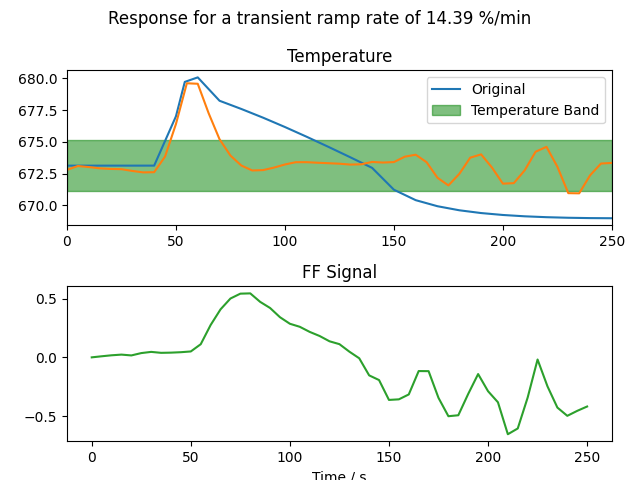 Response for a transient ramp rate of 14.39 %/min
Temperature
680.0
677.5
675.0
672.5
670.0
Original
Temperature Band
0 50 100 150 200 250
FF Signal
0.5
0.0
−0.5
0 50 100 150 200 250
Time / s